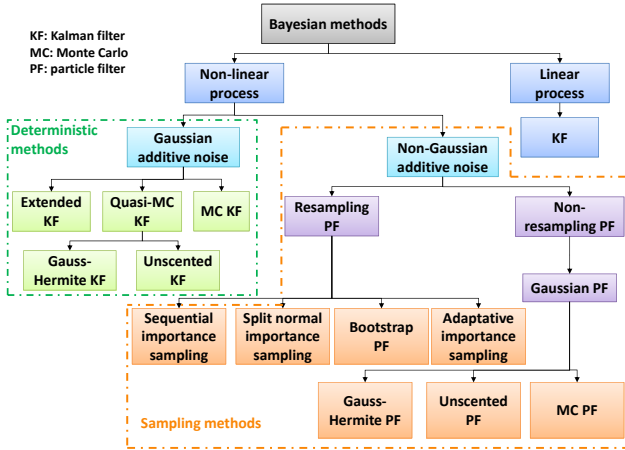 Bayesian methods
KF: Kalman filter
MC: Monte Carlo
PF: particle filter
Non-linear
process
Linear
process
Deterministic
methods
Gaussian
additive noise
Non-Gaussian
additive noise
KF
Extended
KF
Quasi-MC
KF
MC KF
Resampling
PF
Non-
resampling PF
Gauss-
Hermite KF
Unscented
KF
Gaussian PF
Sequential
importance
sampling
Split normal
importance
sampling
Bootstrap
PF
Adaptative
importance
sampling
Gauss-
Hermite PF
Unscented
PF
MC PF
Sampling methods